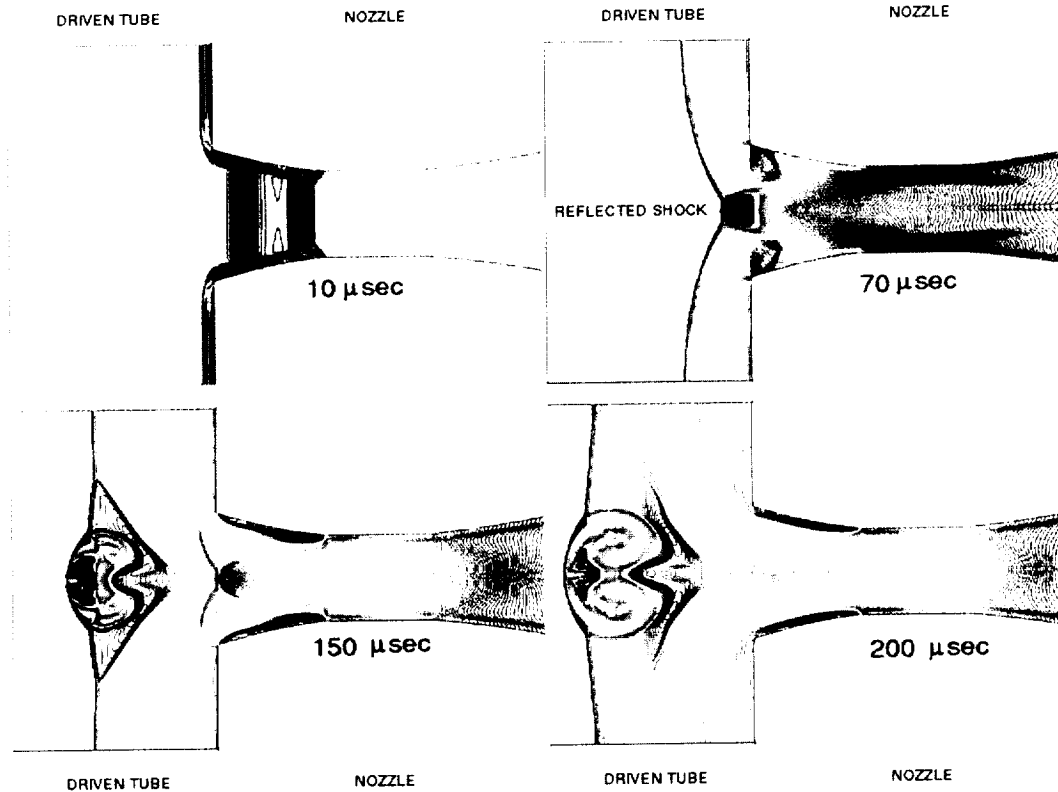 DRIVEN TUBE
NOZZLE
DRIVEN TUBE
NOZZLE
10 μsec
REFLECTED SHOCK
70 μsec
150 μsec
200 μsec
DRIVEN TUBE
NOZZLE
DRIVEN TUBE
NOZZLE